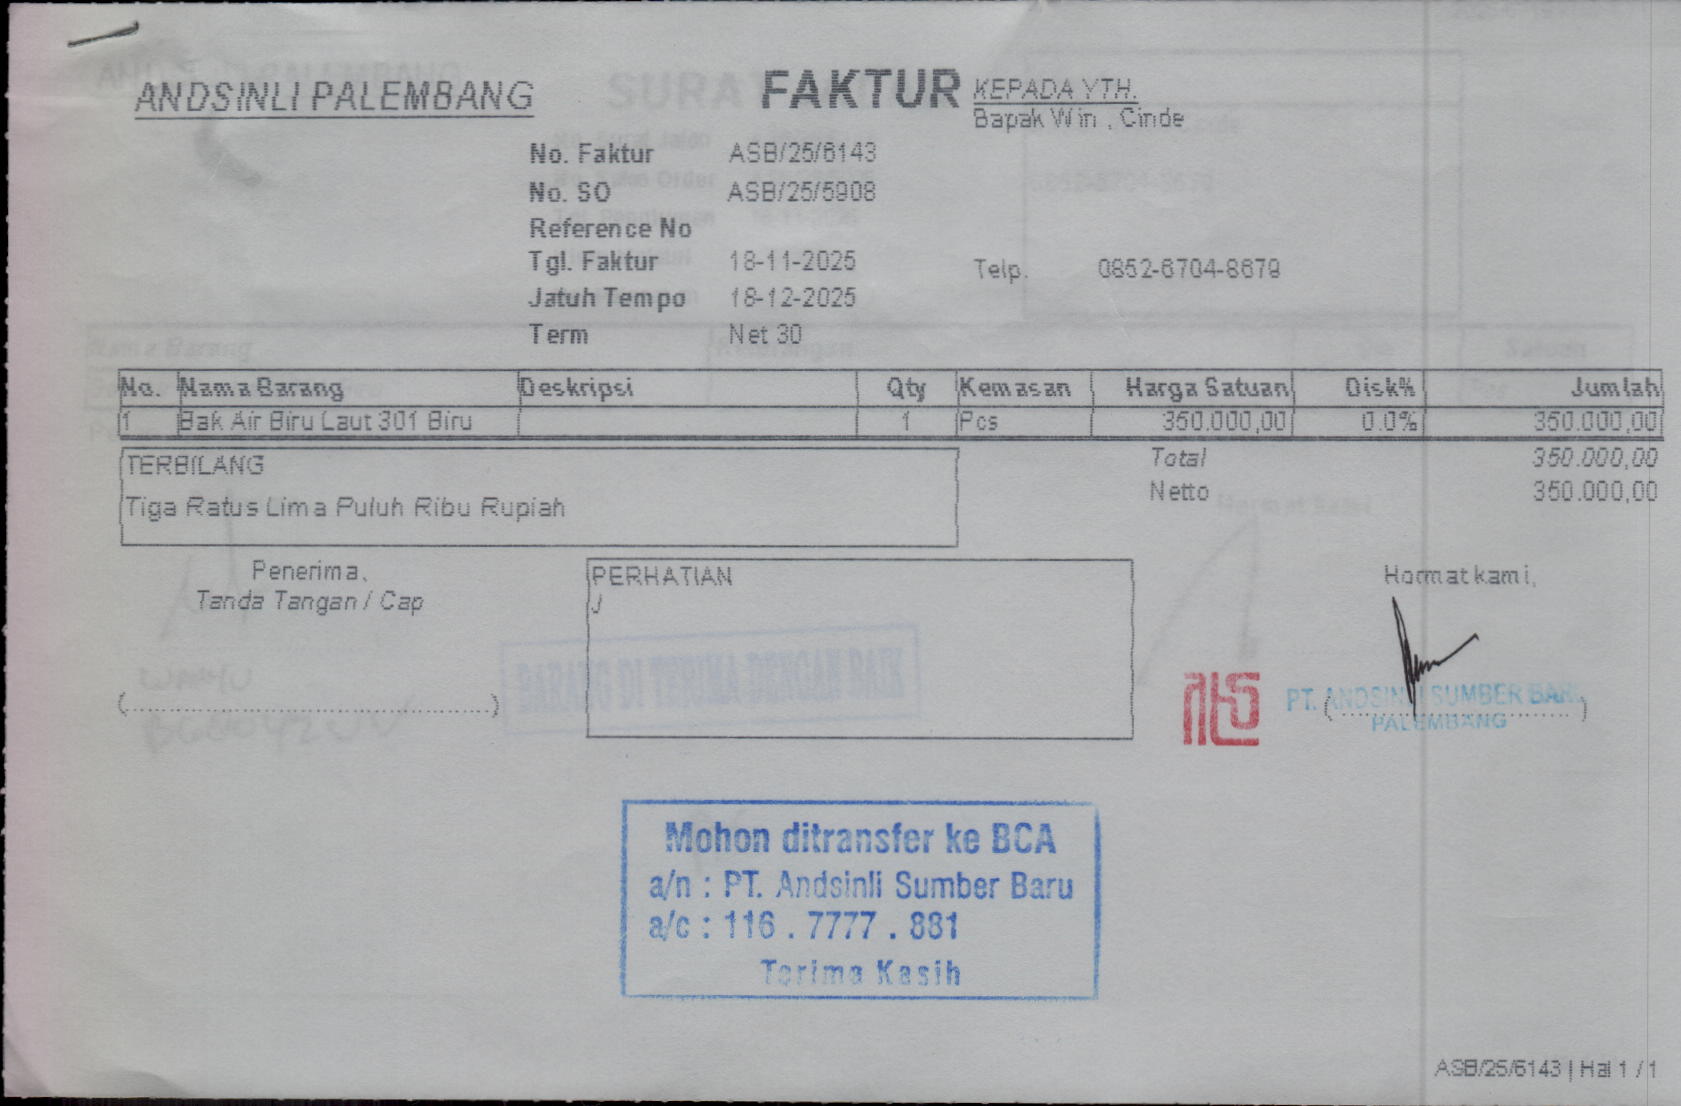 ANDSINLI PALEMBANG
FAKTUR
KEPADA YTH.
Bapak Win , Cinde
No. Faktur ASB/25/6143
No. SO ASB/25/5908
Reference No
Tgl. Faktur 18-11-2025
Telp. 0852-6704-8679
Jatuh Tempo 18-12-2025
Term Net 30
No. Nama Barang Deskripsi Qty Kemasan Harga Satuan Disk% Jumlah
1 Bak Air Biru Laut 301 Biru 1 Pcs 350.000,00 0.0% 350.000,00
TERBILANG
Tiga Ratus Lima Puluh Ribu Rupiah
Total 350.000,00
Netto 350.000,00
Penerima,
Tanda Tangan / Cap
PERHATIAN
J
Hormat kami,
BARANG DI TERIMA DENGAN BAIK
PT. ANDSINLI SUMBER BARU
PALEMBANG
(..............................)
(..............................)
Mohon ditransfer ke BCA
a/n : PT. Andsinli Sumber Baru
a/c : 116 . 7777 . 881
Terima Kasih
ASB/25/6143 | Hal 1 / 1